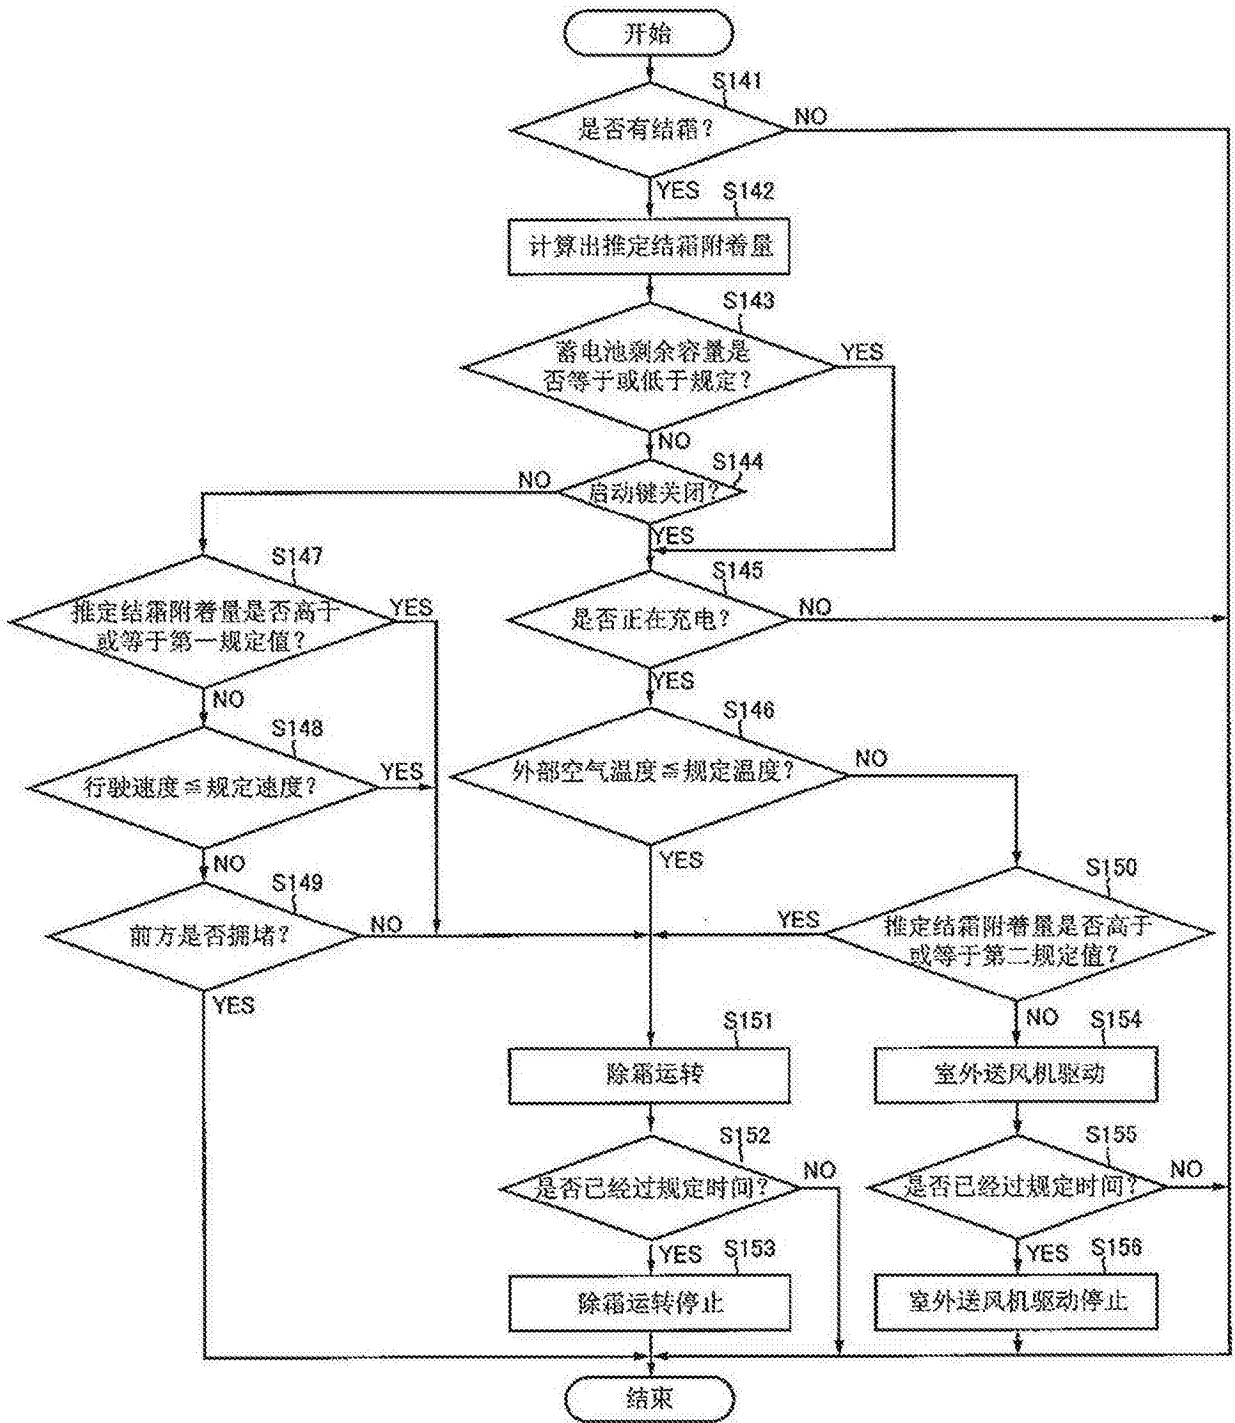 开始
S141
是否有结霜?
NO
YES
S142
计算出推定结霜附着量
S143
蓄电池剩余容量是
否等于或低于规定?
YES
NO
S144
启动键关闭?
NO
YES
S147
推定结霜附着量是否高于
或等于第一规定值?
YES
NO
S145
是否正在充电?
NO
YES
S148
行驶速度≦规定速度?
YES
NO
S146
外部空气温度≦规定温度?
NO
YES
S149
前方是否拥堵?
NO
YES
S150
推定结霜附着量是否高于
或等于第二规定值?
YES
NO
S151
除霜运转
S154
室外送风机驱动
S152
是否已经过规定时间?
NO
YES
S155
是否已经过规定时间?
NO
YES
S153
除霜运转停止
S156
室外送风机驱动停止
结束